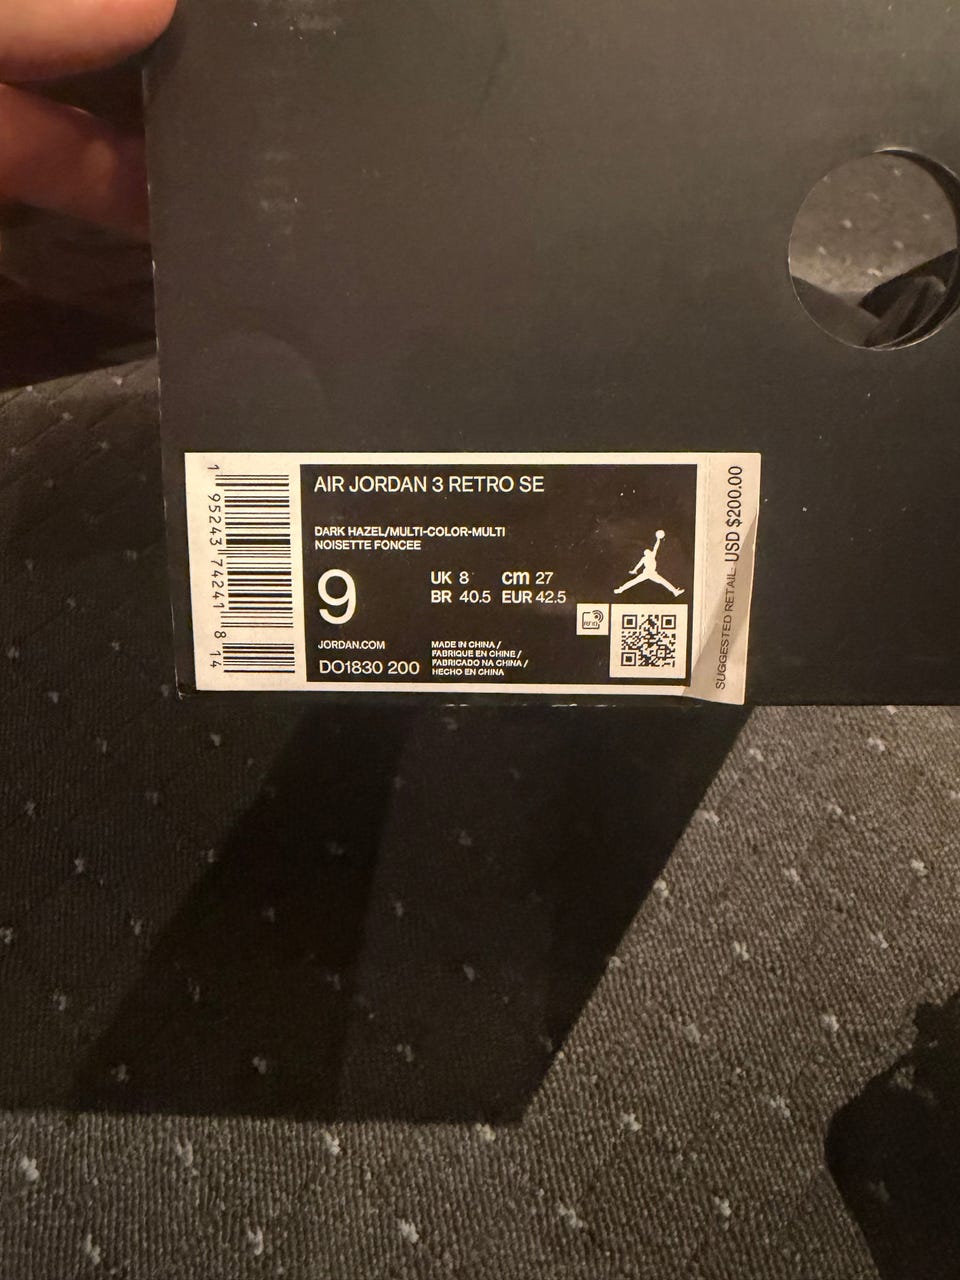 AIR JORDAN 3 RETRO SE
DARK HAZEL/MULTI-COLOR-MULTI
NOISETTE FONCEE
9
UK 8 cm 27
BR 40.5 EUR 42.5
RFID
JORDAN.COM
DO1830 200
MADE IN CHINA /
FABRIQUE EN CHINE /
FABRICADO NA CHINA /
HECHO EN CHINA
1 95243 74241 8 14
SUGGESTED RETAIL USD $200.00